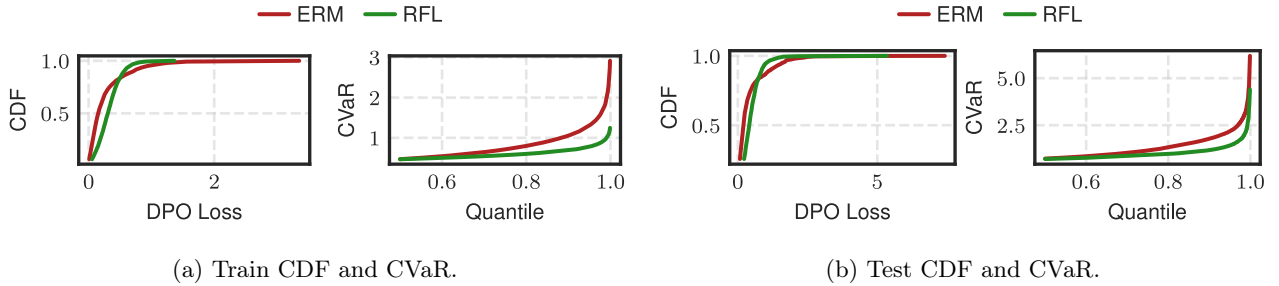 ERM RFL
CDF
1.0
0.5
0 2
DPO Loss
CVaR
3
2
1
0.6 0.8 1.0
Quantile
(a) Train CDF and CVaR.
ERM RFL
CDF
1.0
0.5
0 5
DPO Loss
CVaR
5.0
2.5
0.6 0.8 1.0
Quantile
(b) Test CDF and CVaR.